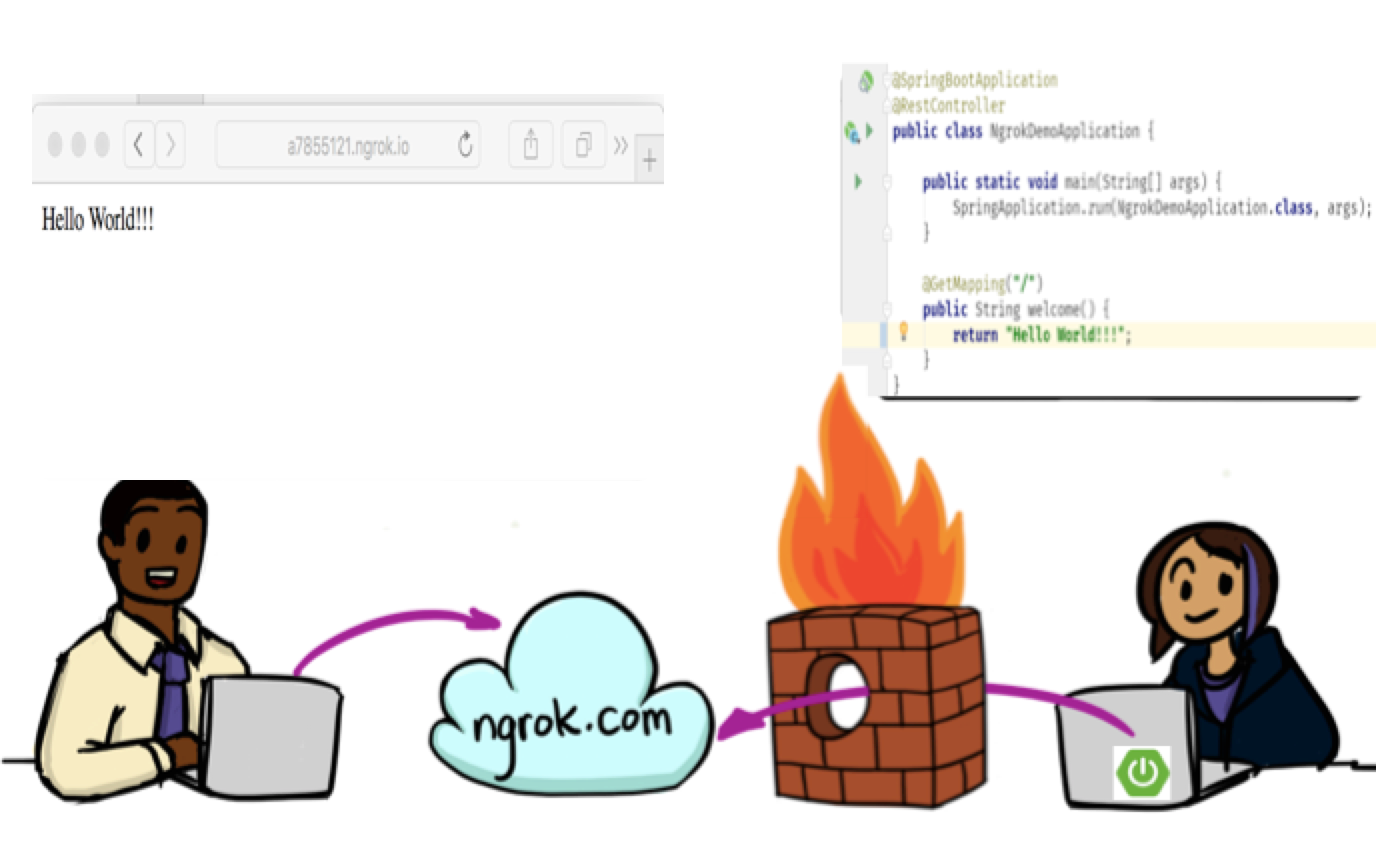 a7855121.ngrok.io
Hello World!!!
@SpringBootApplication
@RestController
public class NgrokDemoApplication {
public static void main(String[] args) {
SpringApplication.run(NgrokDemoApplication.class, args);
}
@GetMapping("/")
public String welcome() {
return "Hello World!!!";
}
}
ngrok.com